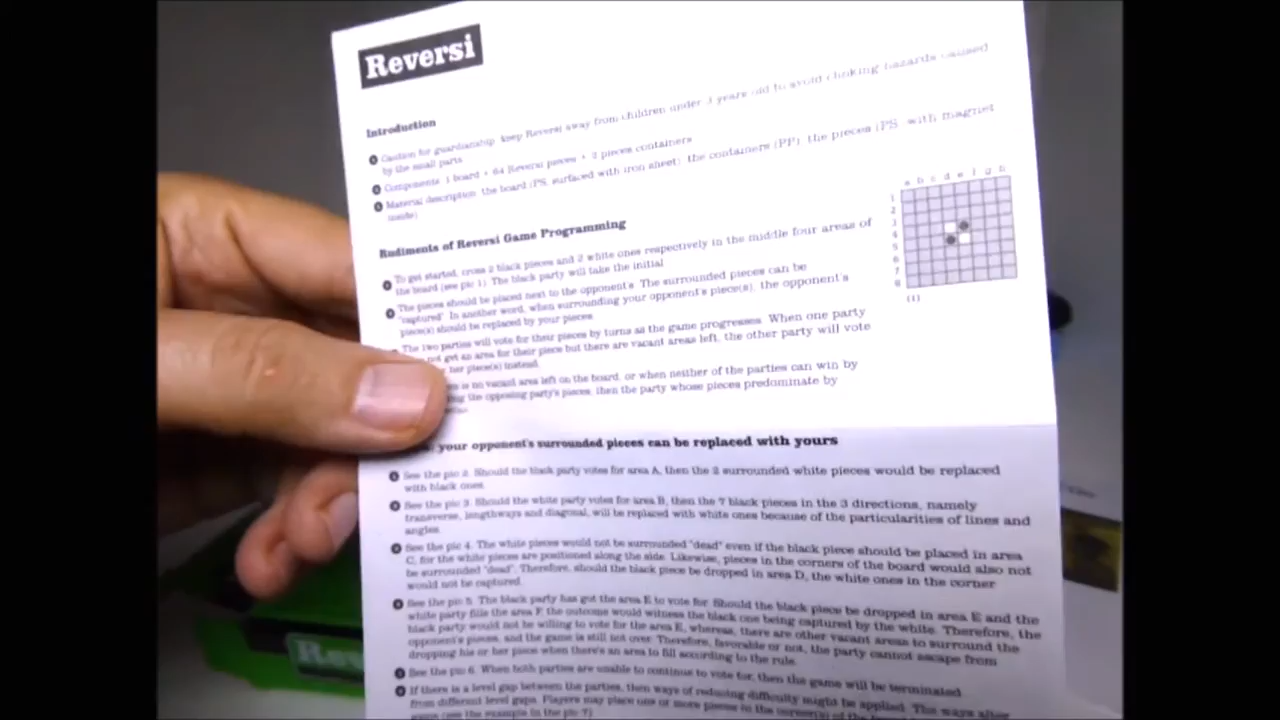 Reversi
Introduction
Caution for guardianship: keep Reversi away from children under 3 years old to avoid choking hazards caused
by the small parts.
Components: 1 board + 64 Reversi pieces + 2 pieces containers
Material description: the board (PS, surfaced with iron sheet), the containers (PP), the pieces (PS, with magnet
inside)
Rudiments of Reversi Game Programming
To get started, cross 2 black pieces and 2 white ones respectively in the middle four areas of
the board (see pic 1). The black party will take the initial
The pieces should be placed next to the opponent's. The surrounded pieces can be
"captured". In another word, when surrounding your opponent's piece(s), the opponent's
piece(s) should be replaced by your pieces.
The two parties will vote for their pieces by turns as the game progresses. When one party
not get an area for their piece but there are vacant areas left, the other party will vote
her piece(s) instead.
is no vacant area left on the board, or when neither of the parties can win by
the opposing party's pieces, then the party whose pieces predominate by
a b c d e f g h
1
2
3
4
5
6
7
8
(1)
your opponent's surrounded pieces can be replaced with yours
See the pic 2. Should the black party votes for area A, then the 2 surrounded white pieces would be replaced
with black ones.
See the pic 3. Should the white party votes for area B, then the 7 black pieces in the 3 directions, namely
transverse, lengthways and diagonal, will be replaced with white ones because of the particularities of lines and
angles.
See the pic 4. The white pieces would not be surrounded "dead" even if the black piece should be placed in area
C, for the white pieces are positioned along the side. Likewise, pieces in the corners of the board would also not
be surrounded "dead". Therefore, should the black piece be dropped in area D, the white ones in the corner
would not be captured.
See the pic 5. The black party has got the area E to vote for. Should the black piece be dropped in area E and the
white party fills the area F, the outcome would witness the black one being captured by the white. Therefore, the
black party would not be willing to vote for the area E, whereas, there are other vacant areas to surround the
opponent's pieces, and the game is still not over. Therefore, favorable or not, the party cannot escape from
dropping his or her piece when there's an area to fill according to the rule.
See the pic 6. When both parties are unable to continue to vote for, then the game will be terminated.
If there is a level gap between the parties, then ways of reducing difficulty might be applied. The ways alter
from different level gaps. Players may place one or more pieces in the corner(s) of the
gaps (see the example in the pic 7).